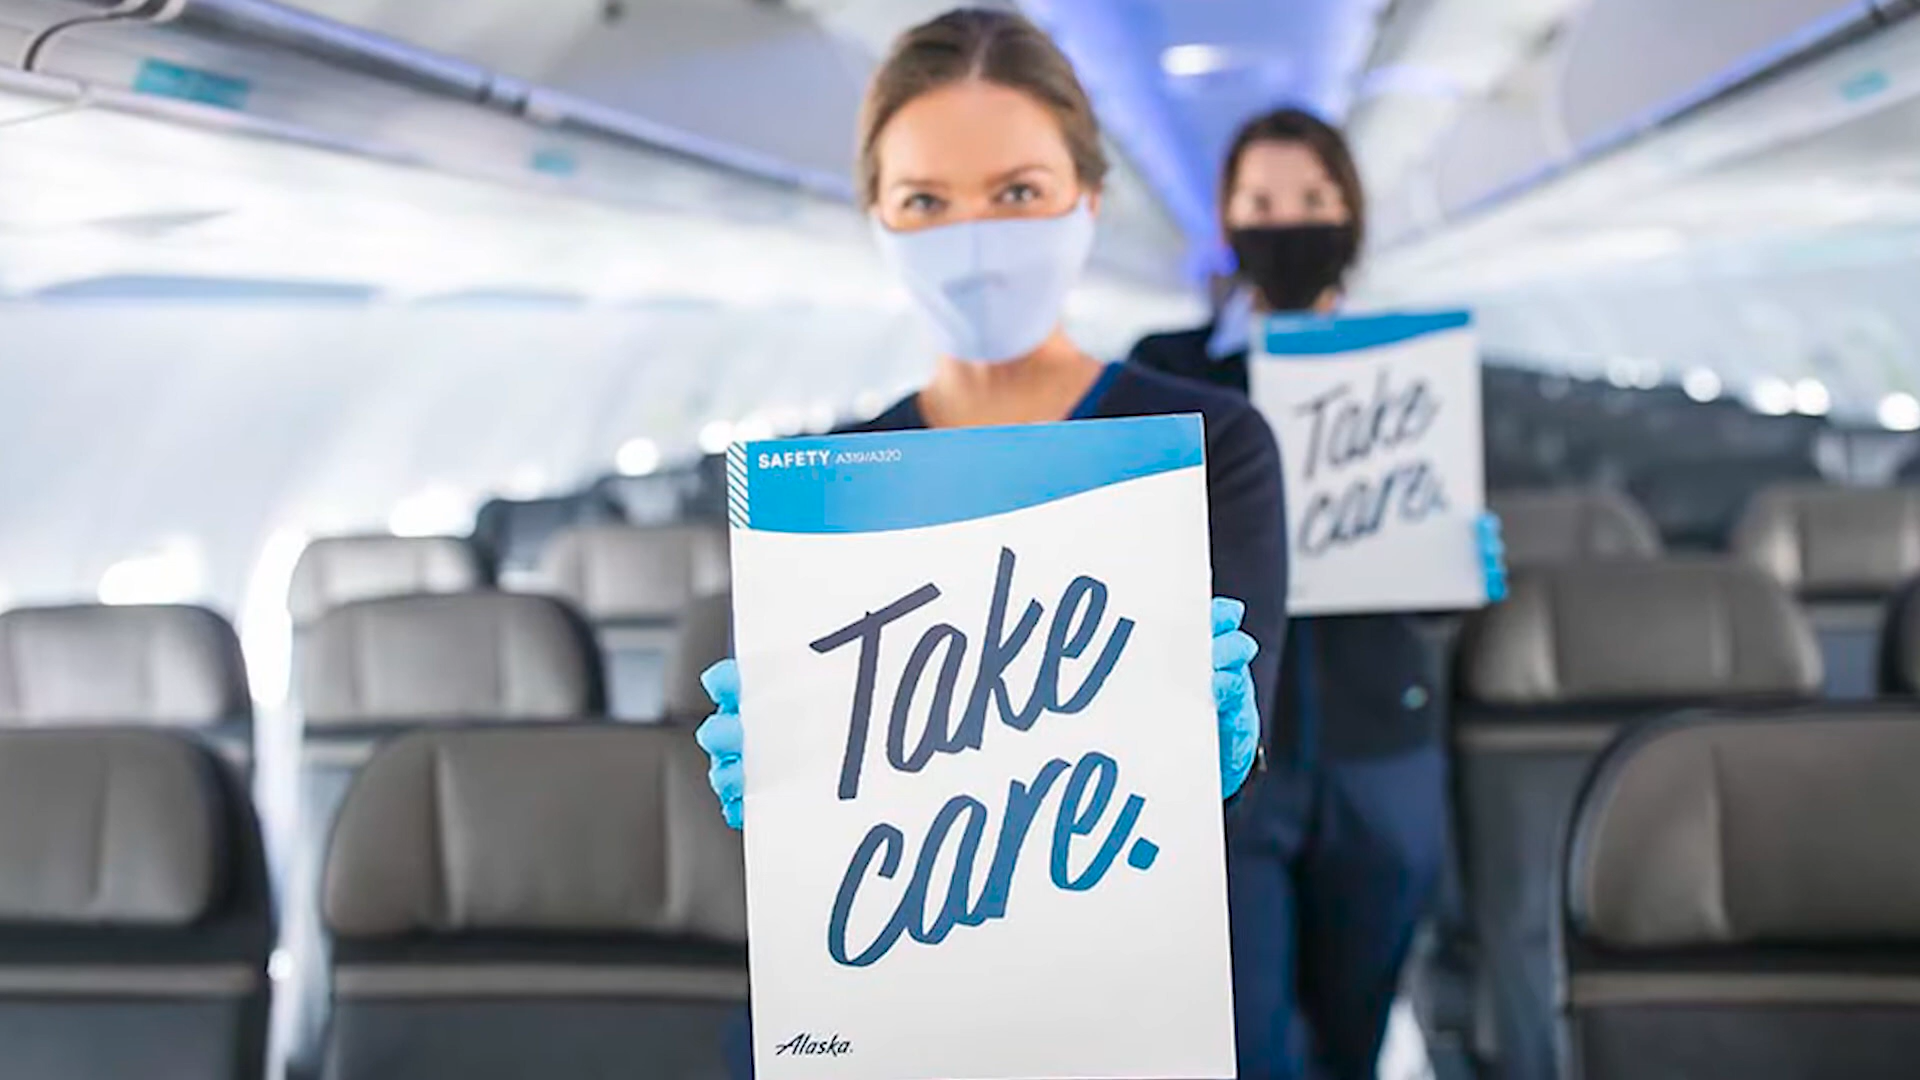 SAFETY A319/A320
Take
care.
Alaska.
Take
care.